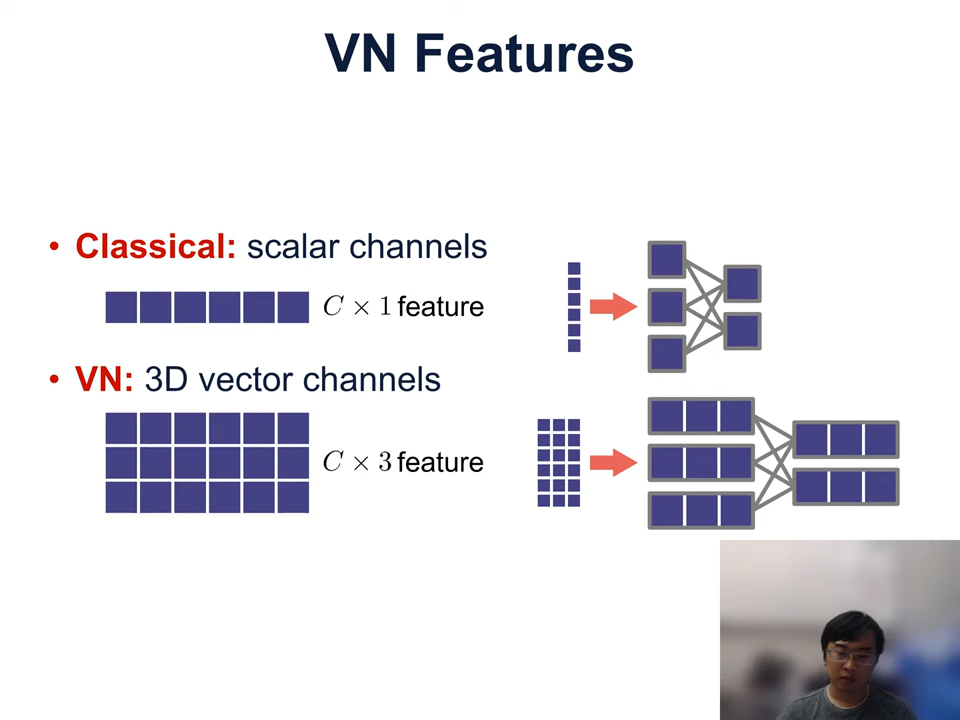 VN Features
• Classical: scalar channels
C × 1 feature
• VN: 3D vector channels
C × 3 feature